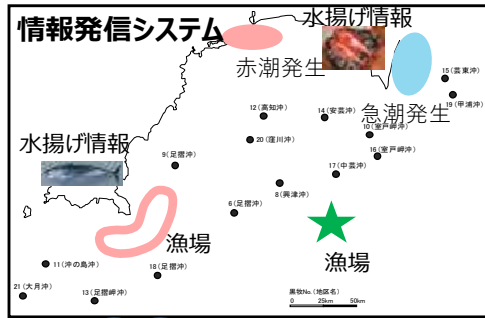 情報発信システム
水揚げ情報
赤潮発生
急潮発生
15(芸東沖)
19(甲浦沖)
12(高知沖)
14(安芸沖)
10(室戸岬沖)
20(窪川沖)
16(室戸岬沖)
水揚げ情報
9(足摺沖)
17(中芸沖)
8(興津沖)
6(足摺沖)
漁場
漁場
11(沖の島沖)
18(足摺沖)
21(大月沖)
13(足摺岬沖)
黒牧No.(地区名)
0 25km 50km